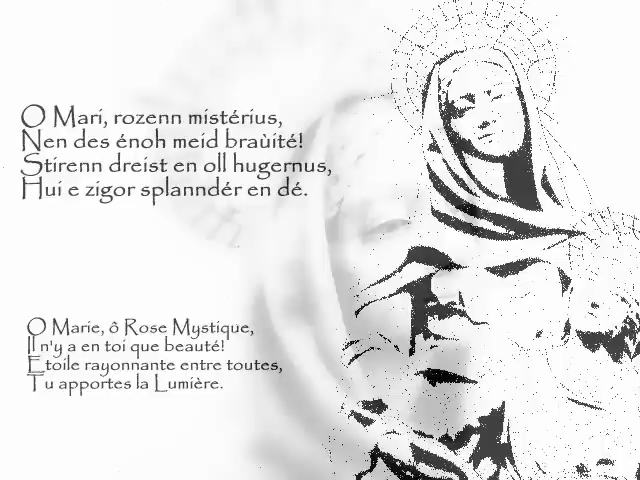 O Mari, rozenn mistérius,
Nen des énoh meid braùité!
Stirenn dreist en oll hugernus,
Hui e zigor splanndér en dé.
O Marie, ô Rose Mystique,
Il n'y a en toi que beauté!
Etoile rayonnante entre toutes,
Tu apportes la Lumière.